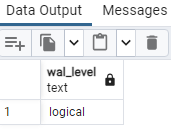 Data Output Messages
wal_level
text
1 logical